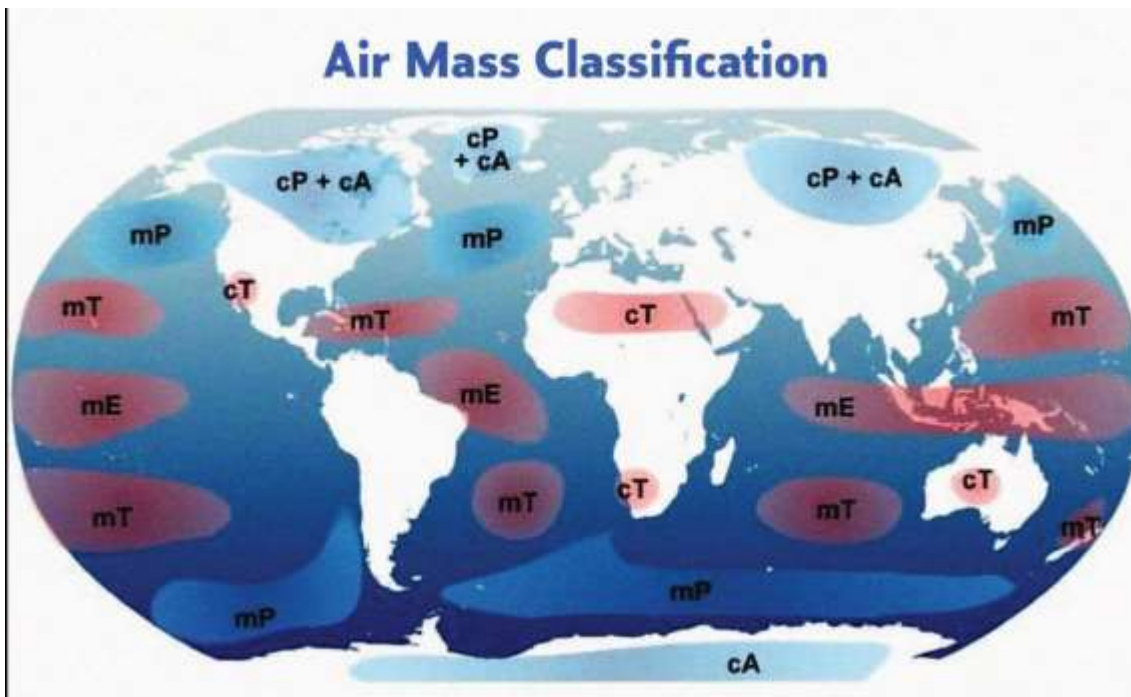 Air Mass Classification
cP
+ cA
cP + cA
cP + cA
mP
mP
mP
cT
mT
mT
cT
mT
mE
mE
mE
mT
mT
cT
mT
cT
mT
mP
mP
cA